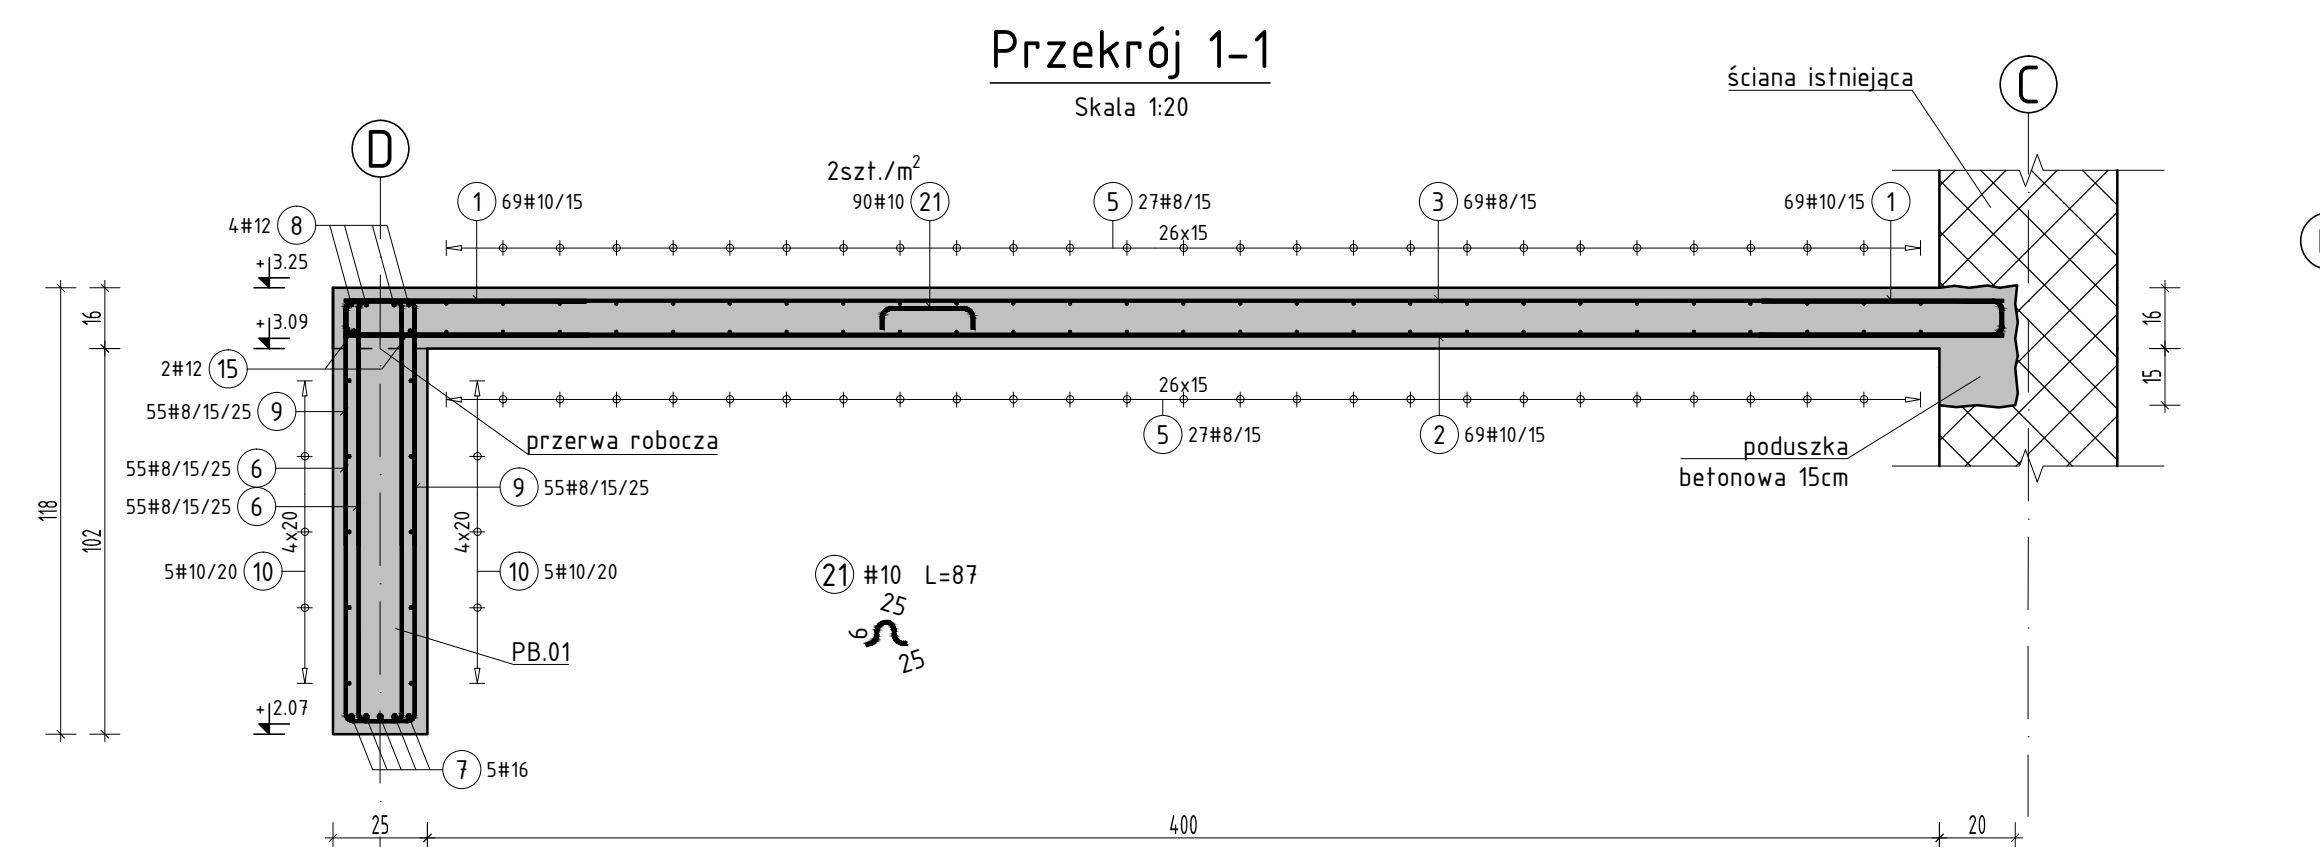 Przekrój 1-1
Skala 1:20
ściana istniejąca
C
D
2szt./m²
1 69#10/15
90#10 21
5 27#8/15
3 69#8/15
69#10/15 1
4#12 8
26x15
+3.25
16
+3.09
16
2#12 15
15
26x15
55#8/15/25 9
przerwa robocza
5 27#8/15
2 69#10/15
poduszka
betonowa 15cm
55#8/15/25 6
9 55#8/15/25
55#8/15/25 6
118
102
4x20
4x20
5#10/20 10
10 5#10/20
21 #10 L=87
25
6
25
PB.01
+2.07
7 5#16
25
400
20